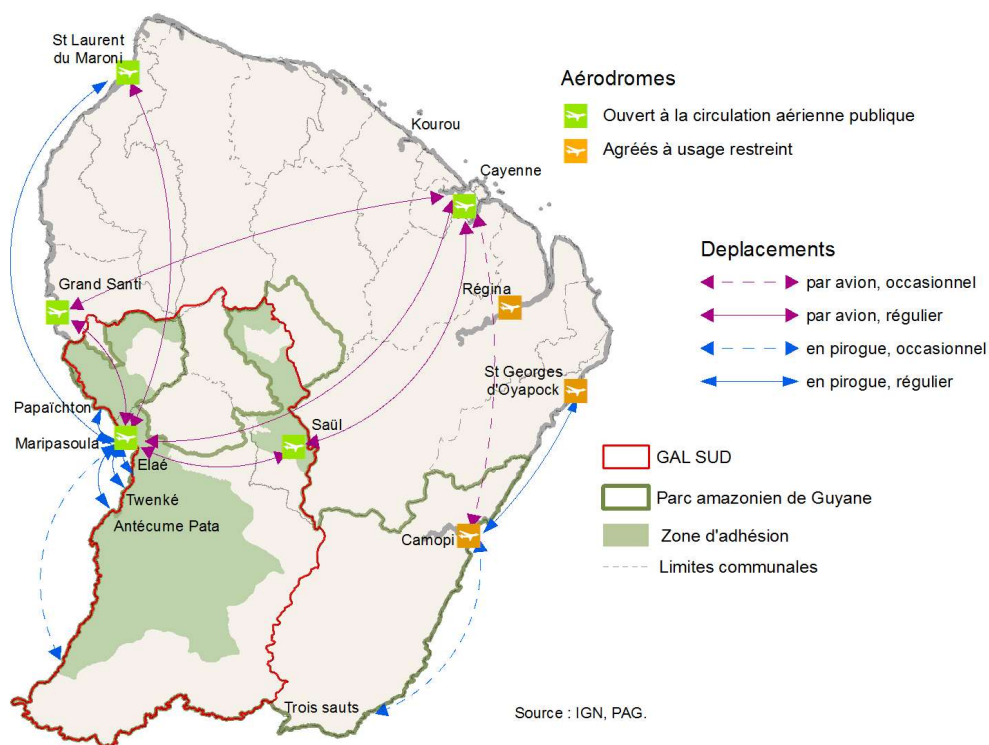 St Laurent
du Maroni
Kourou
Cayenne
Grand Santi
Régina
St Georges
d'Oyapock
Papaïchton
Maripasoula
Saül
Elaé
Twenké
Antécume Pata
Camopi
Trois sauts
Aérodromes
Ouvert à la circulation aérienne publique
Agréés à usage restreint
Deplacements
par avion, occasionnel
par avion, régulier
en pirogue, occasionnel
en pirogue, régulier
GAL SUD
Parc amazonien de Guyane
Zone d'adhésion
Limites communales
Source : IGN, PAG.